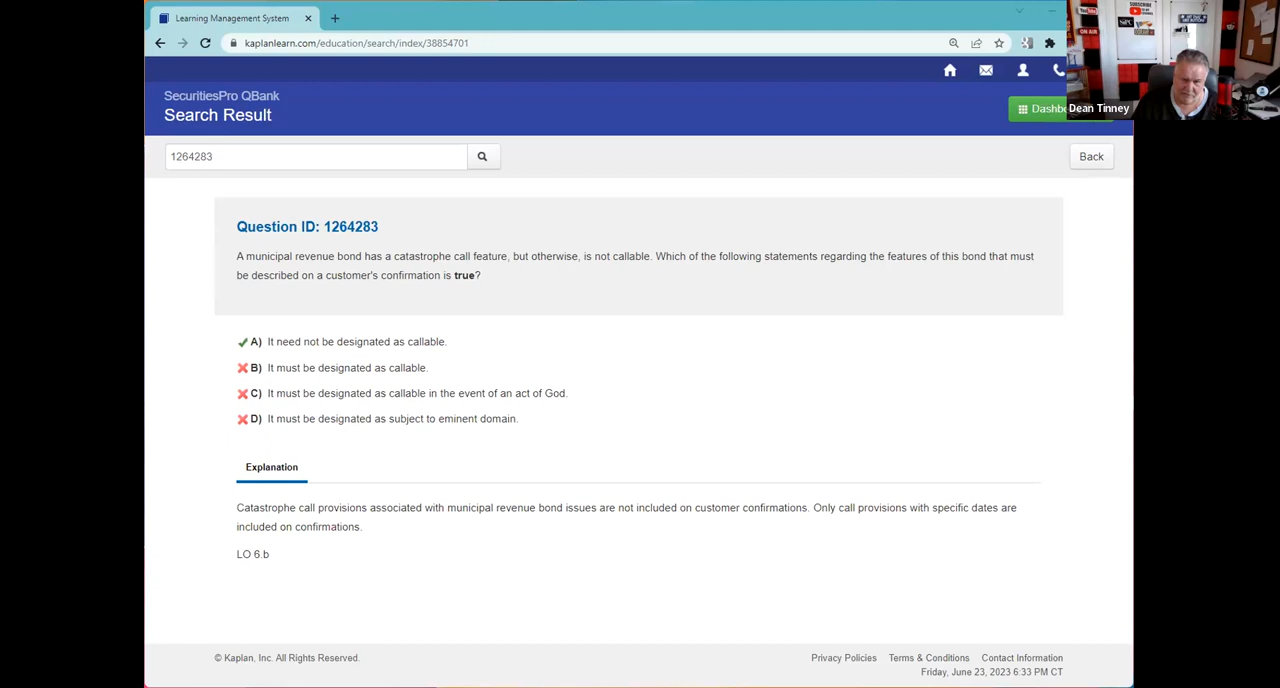 Learning Management System
kaplanlearn.com/education/search/index/38854701
SecuritiesPro QBank
Search Result
Dashbo
Dean Tinney
YouTube
SUBSCRIBE
ON AIR
1264283
Back
Question ID: 1264283
A municipal revenue bond has a catastrophe call feature, but otherwise, is not callable. Which of the following statements regarding the features of this bond that must
be described on a customer's confirmation is true?
A) It need not be designated as callable.
B) It must be designated as callable.
C) It must be designated as callable in the event of an act of God.
D) It must be designated as subject to eminent domain.
Explanation
Catastrophe call provisions associated with municipal revenue bond issues are not included on customer confirmations. Only call provisions with specific dates are
included on confirmations.
LO 6.b
© Kaplan, Inc. All Rights Reserved.
Privacy Policies Terms & Conditions Contact Information
Friday, June 23, 2023 6:33 PM CT